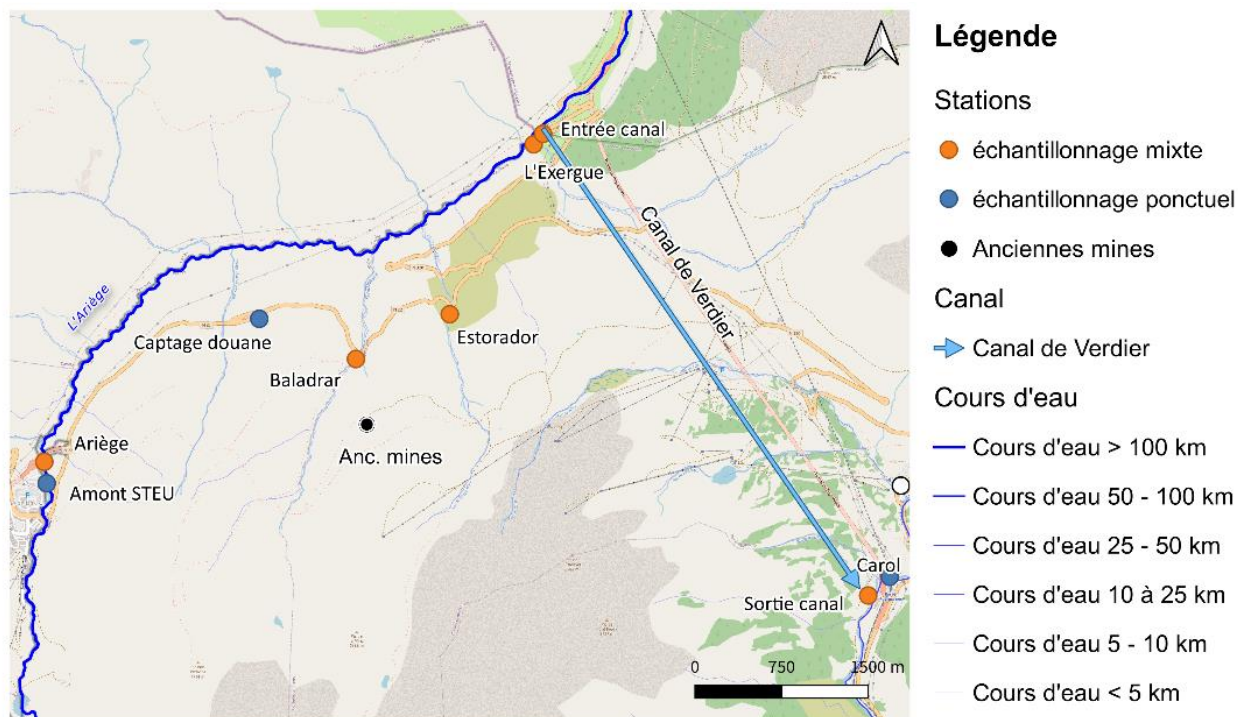 Entrée canal
L'Exergue
Canal de Verdier
L'Ariège
Captage douane
Estorador
Baladrar
Ariège
Anc. mines
Amont STEU
Carol
Sortie canal
0 750 1500 m
Légende
Stations
échantillonnage mixte
échantillonnage ponctuel
Anciennes mines
Canal
Canal de Verdier
Cours d'eau
Cours d'eau > 100 km
Cours d'eau 50 - 100 km
Cours d'eau 25 - 50 km
Cours d'eau 10 à 25 km
Cours d'eau 5 - 10 km
Cours d'eau < 5 km